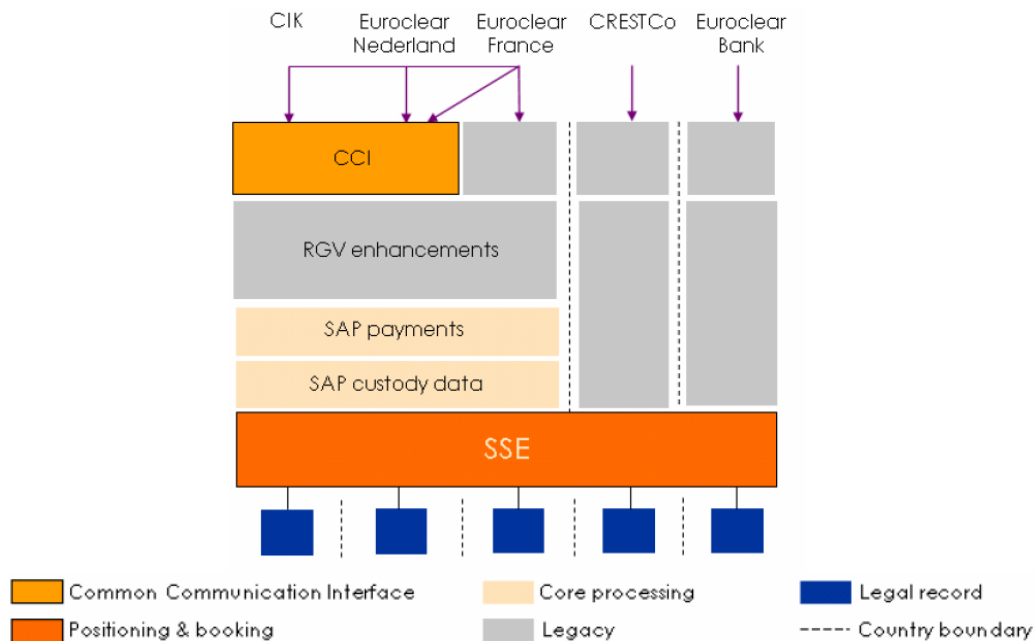 CIK
Euroclear
Nederland
Euroclear
France
CRESTCo
Euroclear
Bank
CCI
RGV enhancements
SAP payments
SAP custody data
SSE
Common Communication Interface
Core processing
Legal record
Positioning & booking
Legacy
Country boundary